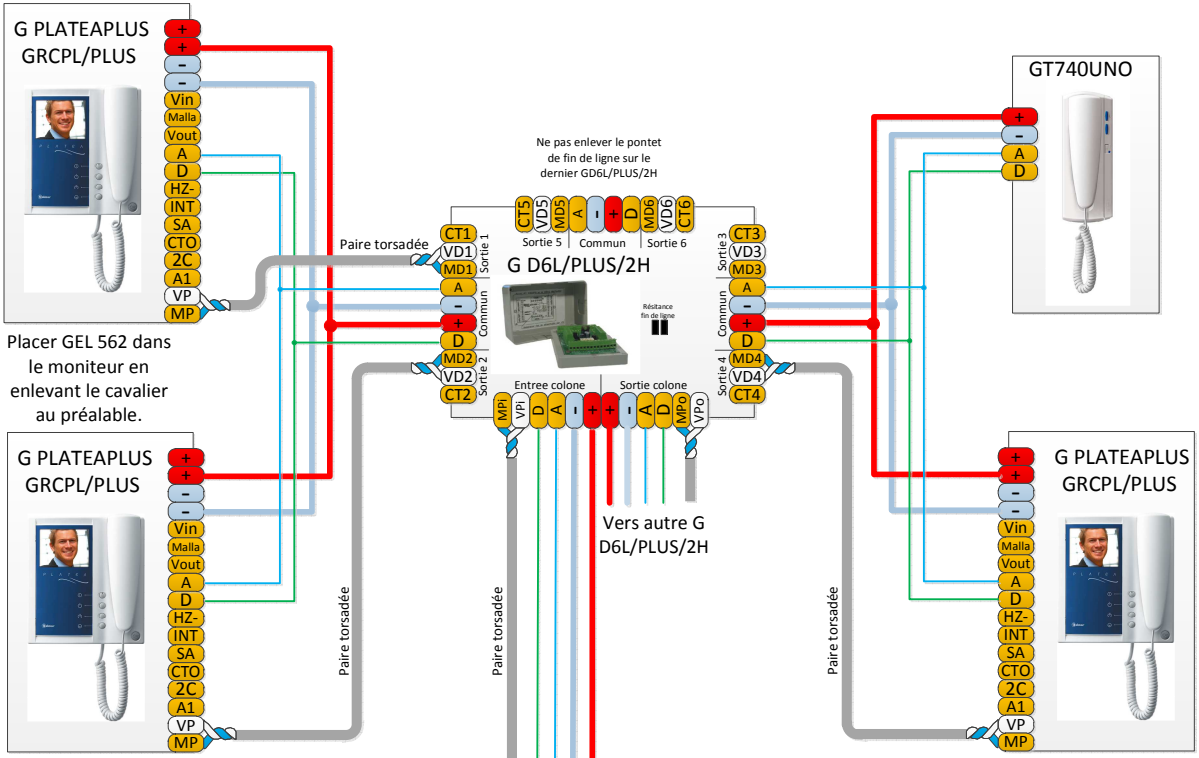 G PLATEAPLUS
GRCPL/PLUS
+
+
-
-
Vin
Malla
Vout
A
D
HZ-
INT
SA
CTO
2C
A1
VP
MP
PLATEA
Placer GEL 562 dans
le moniteur en
enlevant le cavalier
au préalable.
G PLATEAPLUS
GRCPL/PLUS
+
+
-
-
Vin
Malla
Vout
A
D
HZ-
INT
SA
CTO
2C
A1
VP
MP
PLATEA
Paire torsadée
Paire torsadée
Ne pas enlever le pontet
de fin de ligne sur le
dernier GD6L/PLUS/2H
CT5 VD5 MD5 A - + D MD6 VD6 CT6
Sortie 5 Commun Sortie 6
G D6L/PLUS/2H
CT1
VD1
MD1
A
-
+
D
MD2
VD2
CT2
Sortie 1
Commun
Sortie 2
Résitance
fin de ligne
CT3
VD3
MD3
A
-
+
D
MD4
VD4
CT4
Sortie 3
Commun
Sortie 4
Entree colone Sortie colone
MPi VPi D A - + + - A D MPo VPo
Paire torsadée
Vers autre G
D6L/PLUS/2H
Paire torsadée
GT740UNO
+
-
A
D
G PLATEAPLUS
GRCPL/PLUS
+
+
-
-
Vin
Malla
Vout
A
D
HZ-
INT
SA
CTO
2C
A1
VP
MP
PLATEA